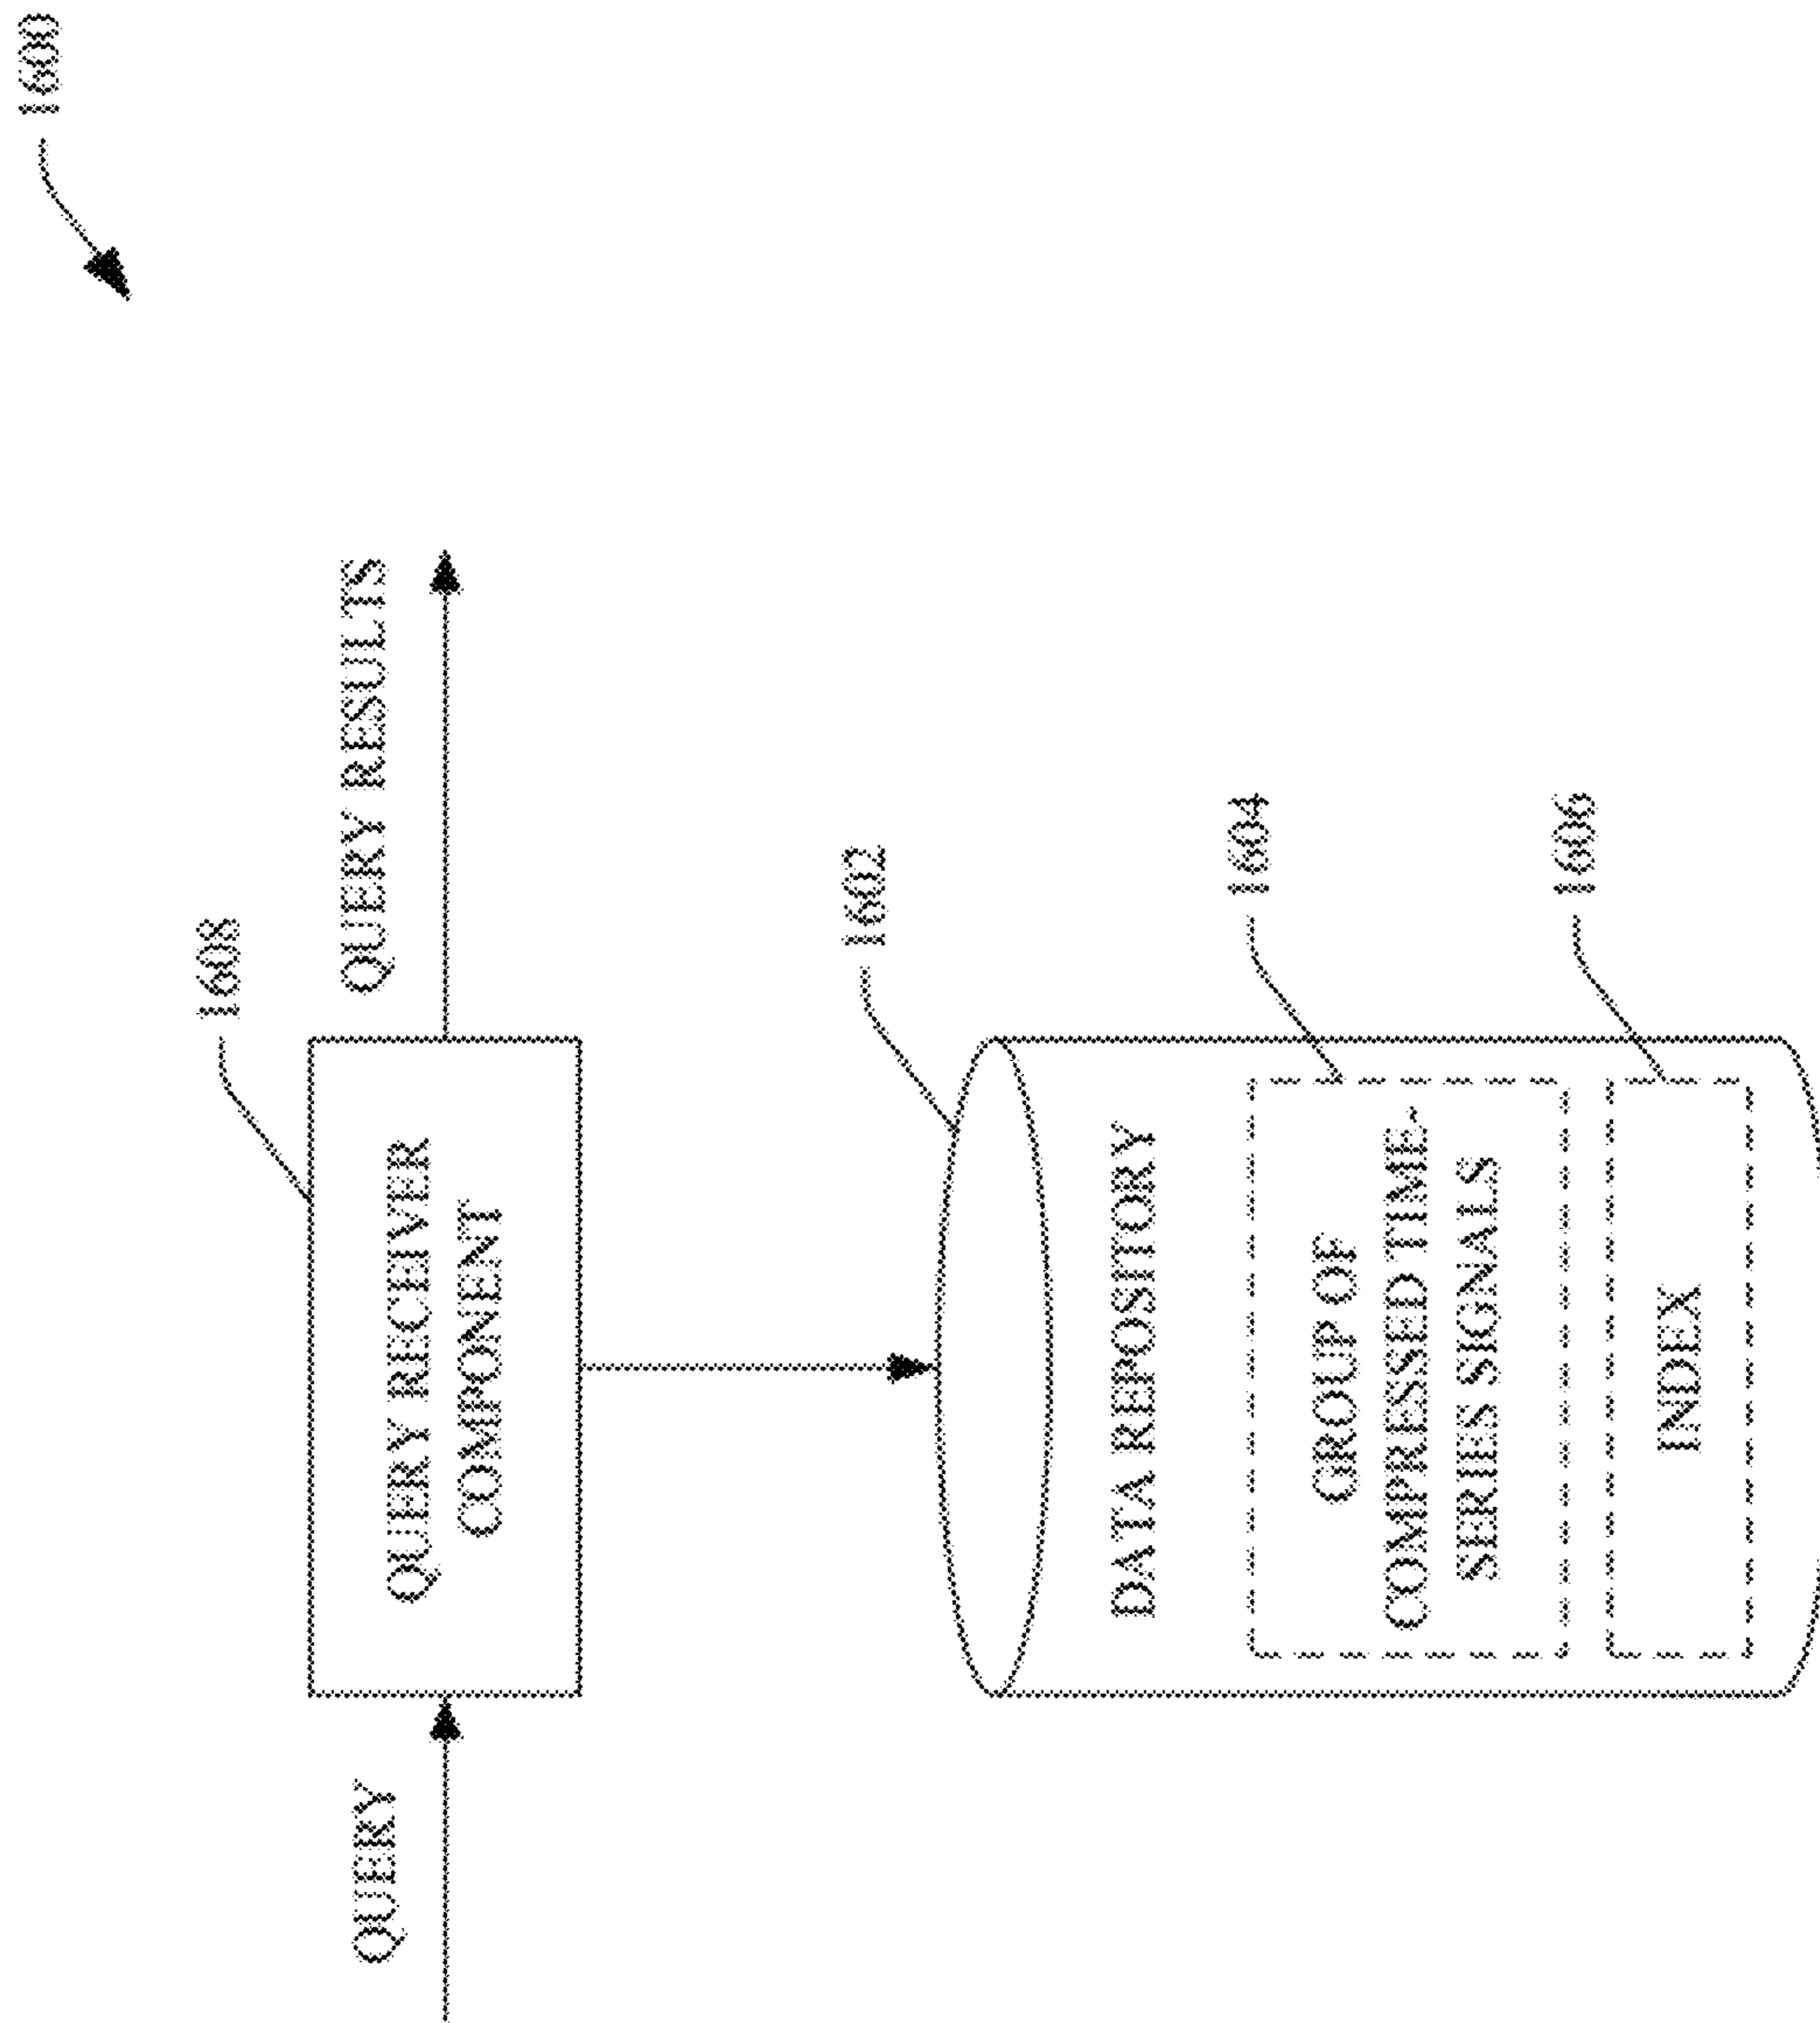 1600
1608
QUERY
QUERY RECEIVER
COMPONENT
QUERY RESULTS
1602
DATA REPOSITORY
1604
GROUP OF
COMPRESSED TIME-
SERIES SIGNALS
1606
INDEX